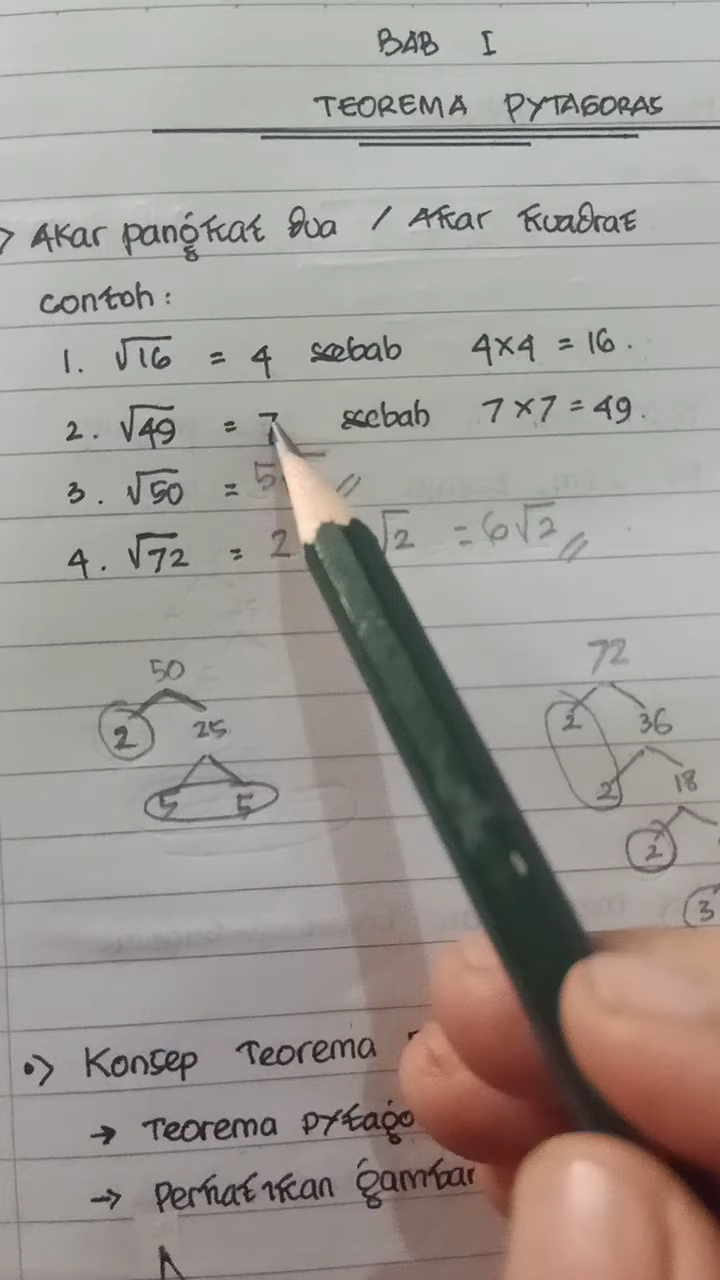 BAB I
TEOREMA PYTAGORAS
> Akar pangkat dua / Akar kuadrat
contoh :
1. √16 = 4 sebab 4×4 = 16.
2. √49 = 7 sebab 7×7 = 49.
3. √50 = 5
4. √72 = 2 √2 = 6√2
50
2 25
5 5
72
2 36
2 18
2
3
•> Konsep Teorema
→ Teorema
→ Perhatikan gambar